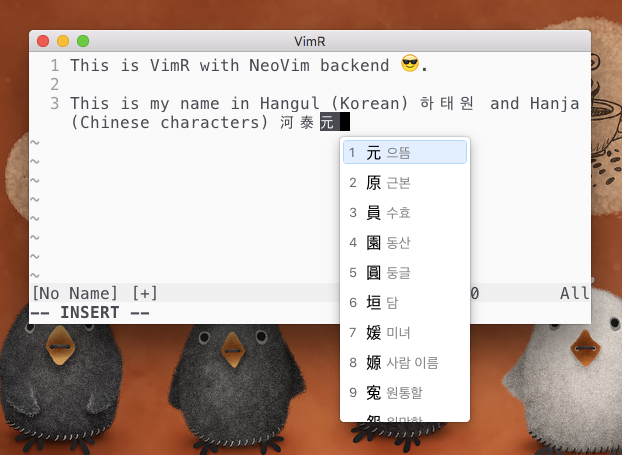 VimR
1 This is VimR with NeoVim backend 😎.
2
3 This is my name in Hangul (Korean) 하태원 and Hanja
(Chinese characters) 河泰元
~
~
~
~
~
~
~
~
[No Name] [+] 0 All
-- INSERT --
1 元 으뜸
2 原 근본
3 員 수효
4 園 동산
5 圓 둥글
6 垣 담
7 媛 미녀
8 嫄 사람 이름
9 冤 원통할